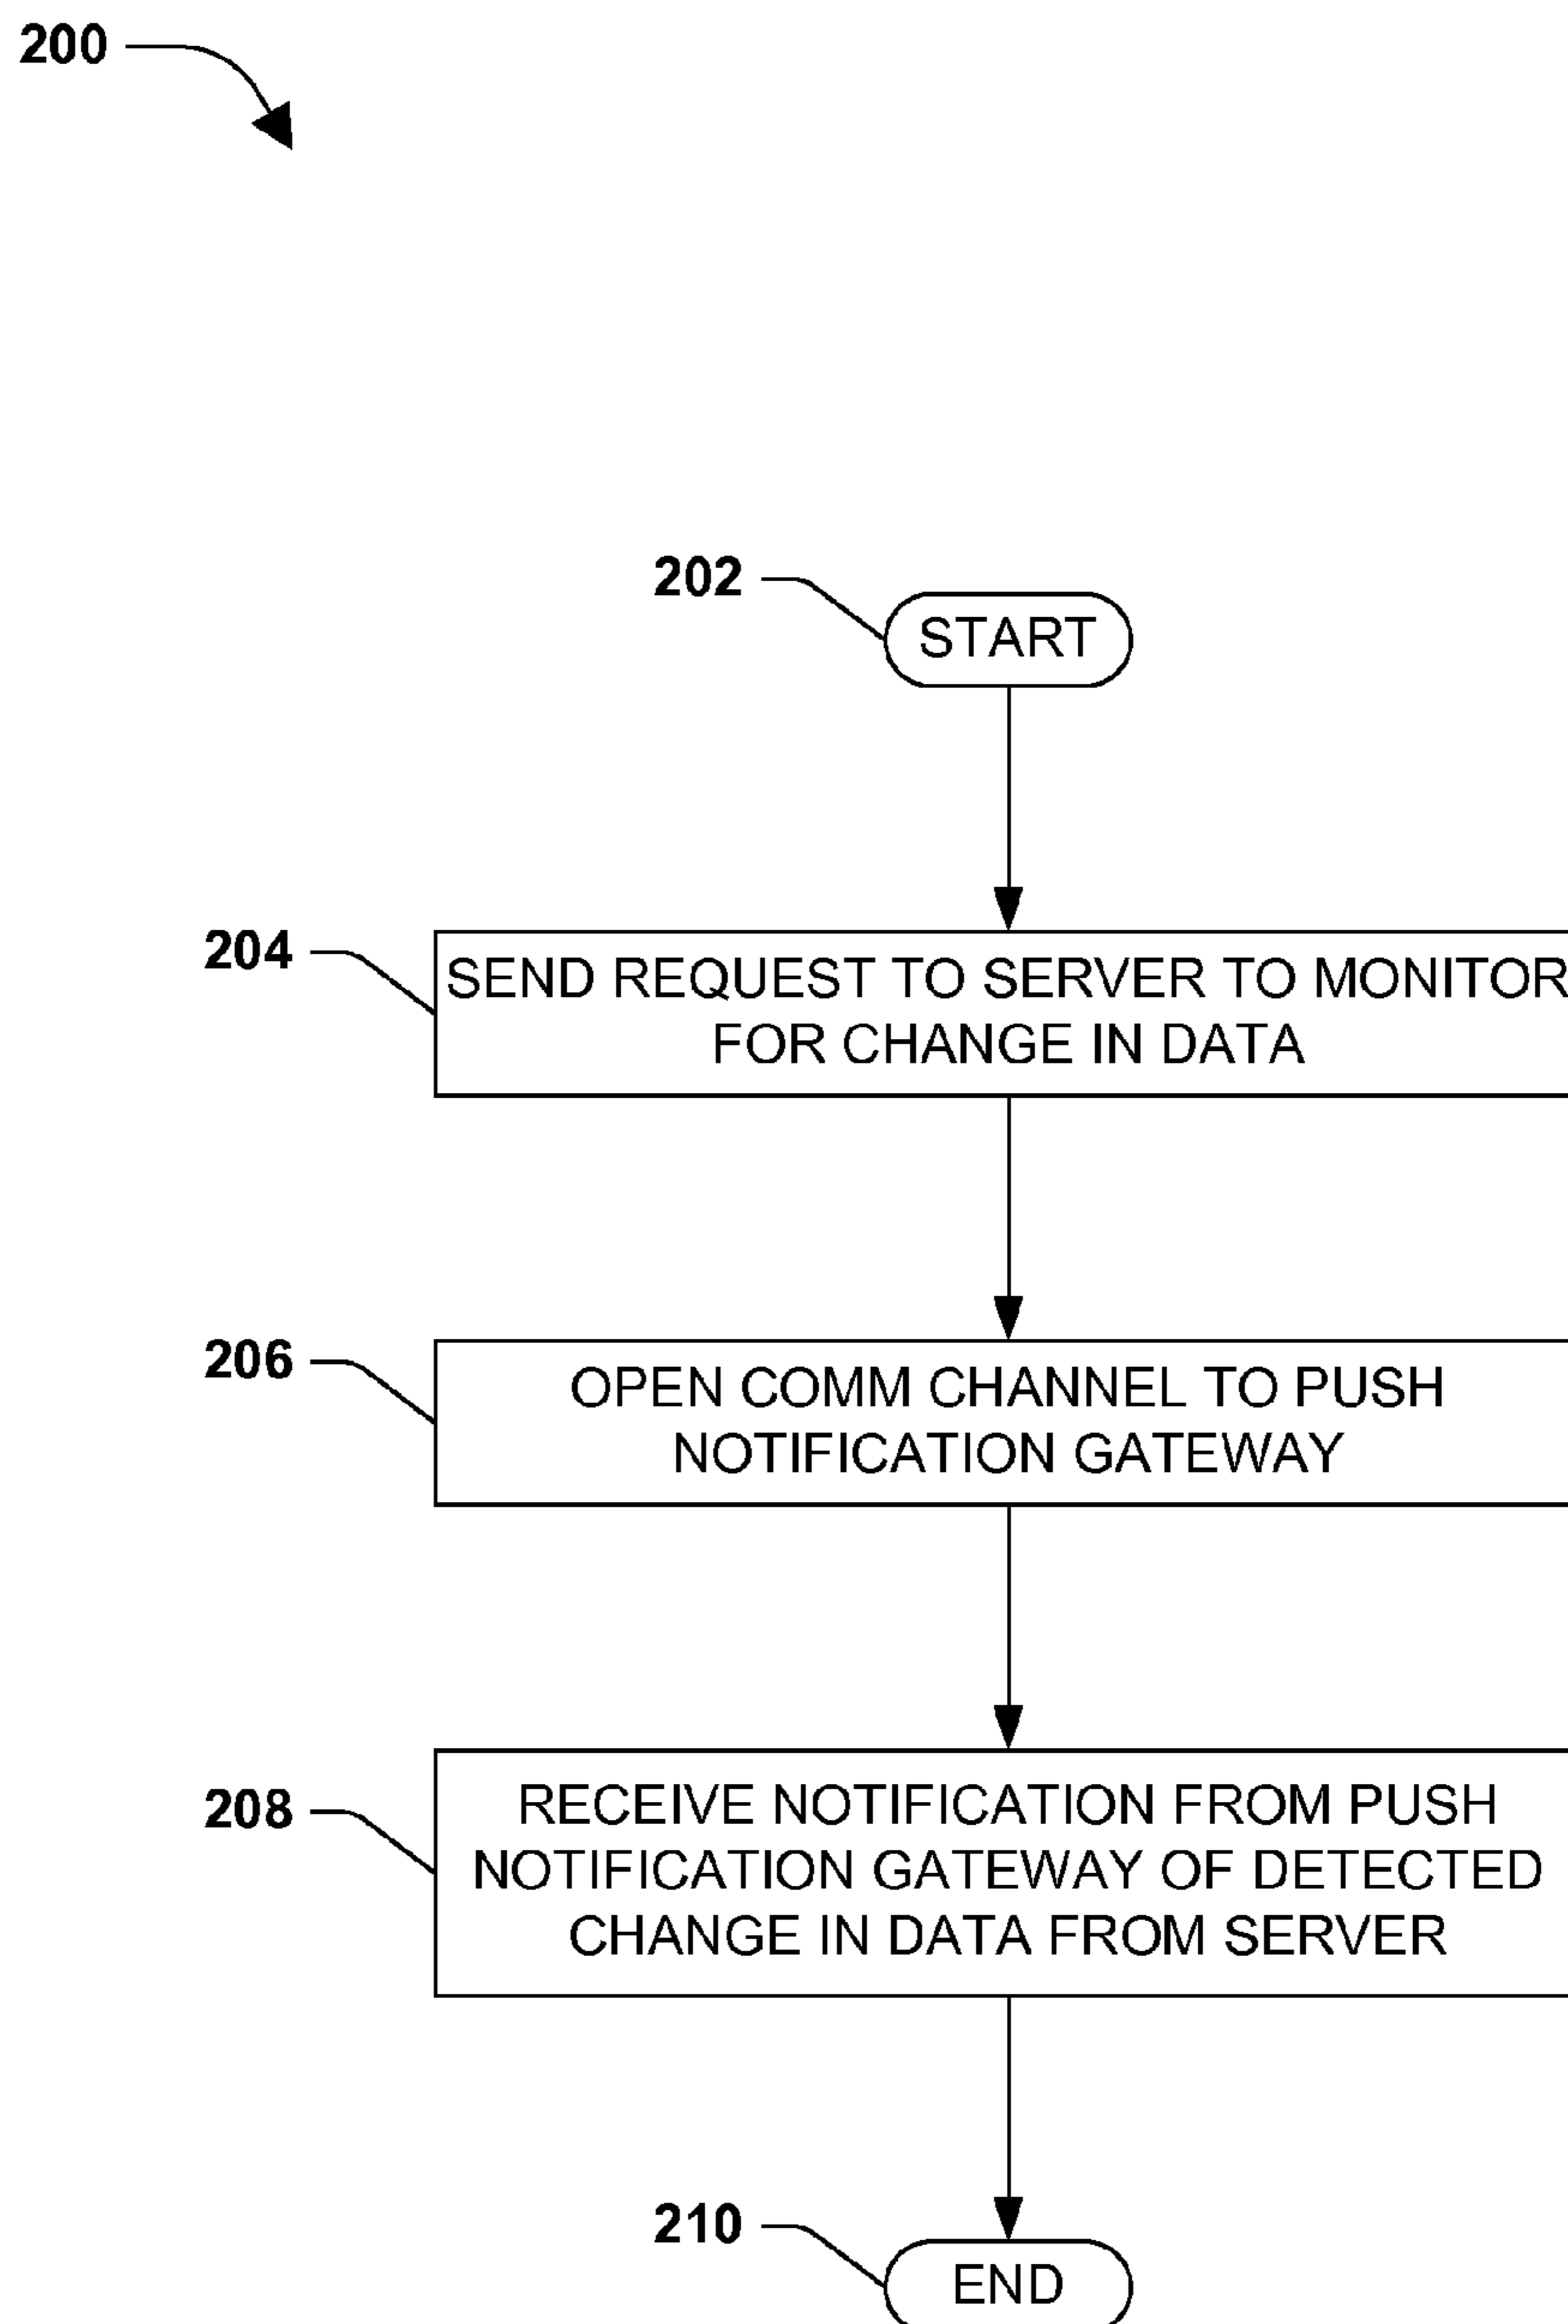 200
202
START
204
SEND REQUEST TO SERVER TO MONITOR
FOR CHANGE IN DATA
206
OPEN COMM CHANNEL TO PUSH
NOTIFICATION GATEWAY
208
RECEIVE NOTIFICATION FROM PUSH
NOTIFICATION GATEWAY OF DETECTED
CHANGE IN DATA FROM SERVER
210
END